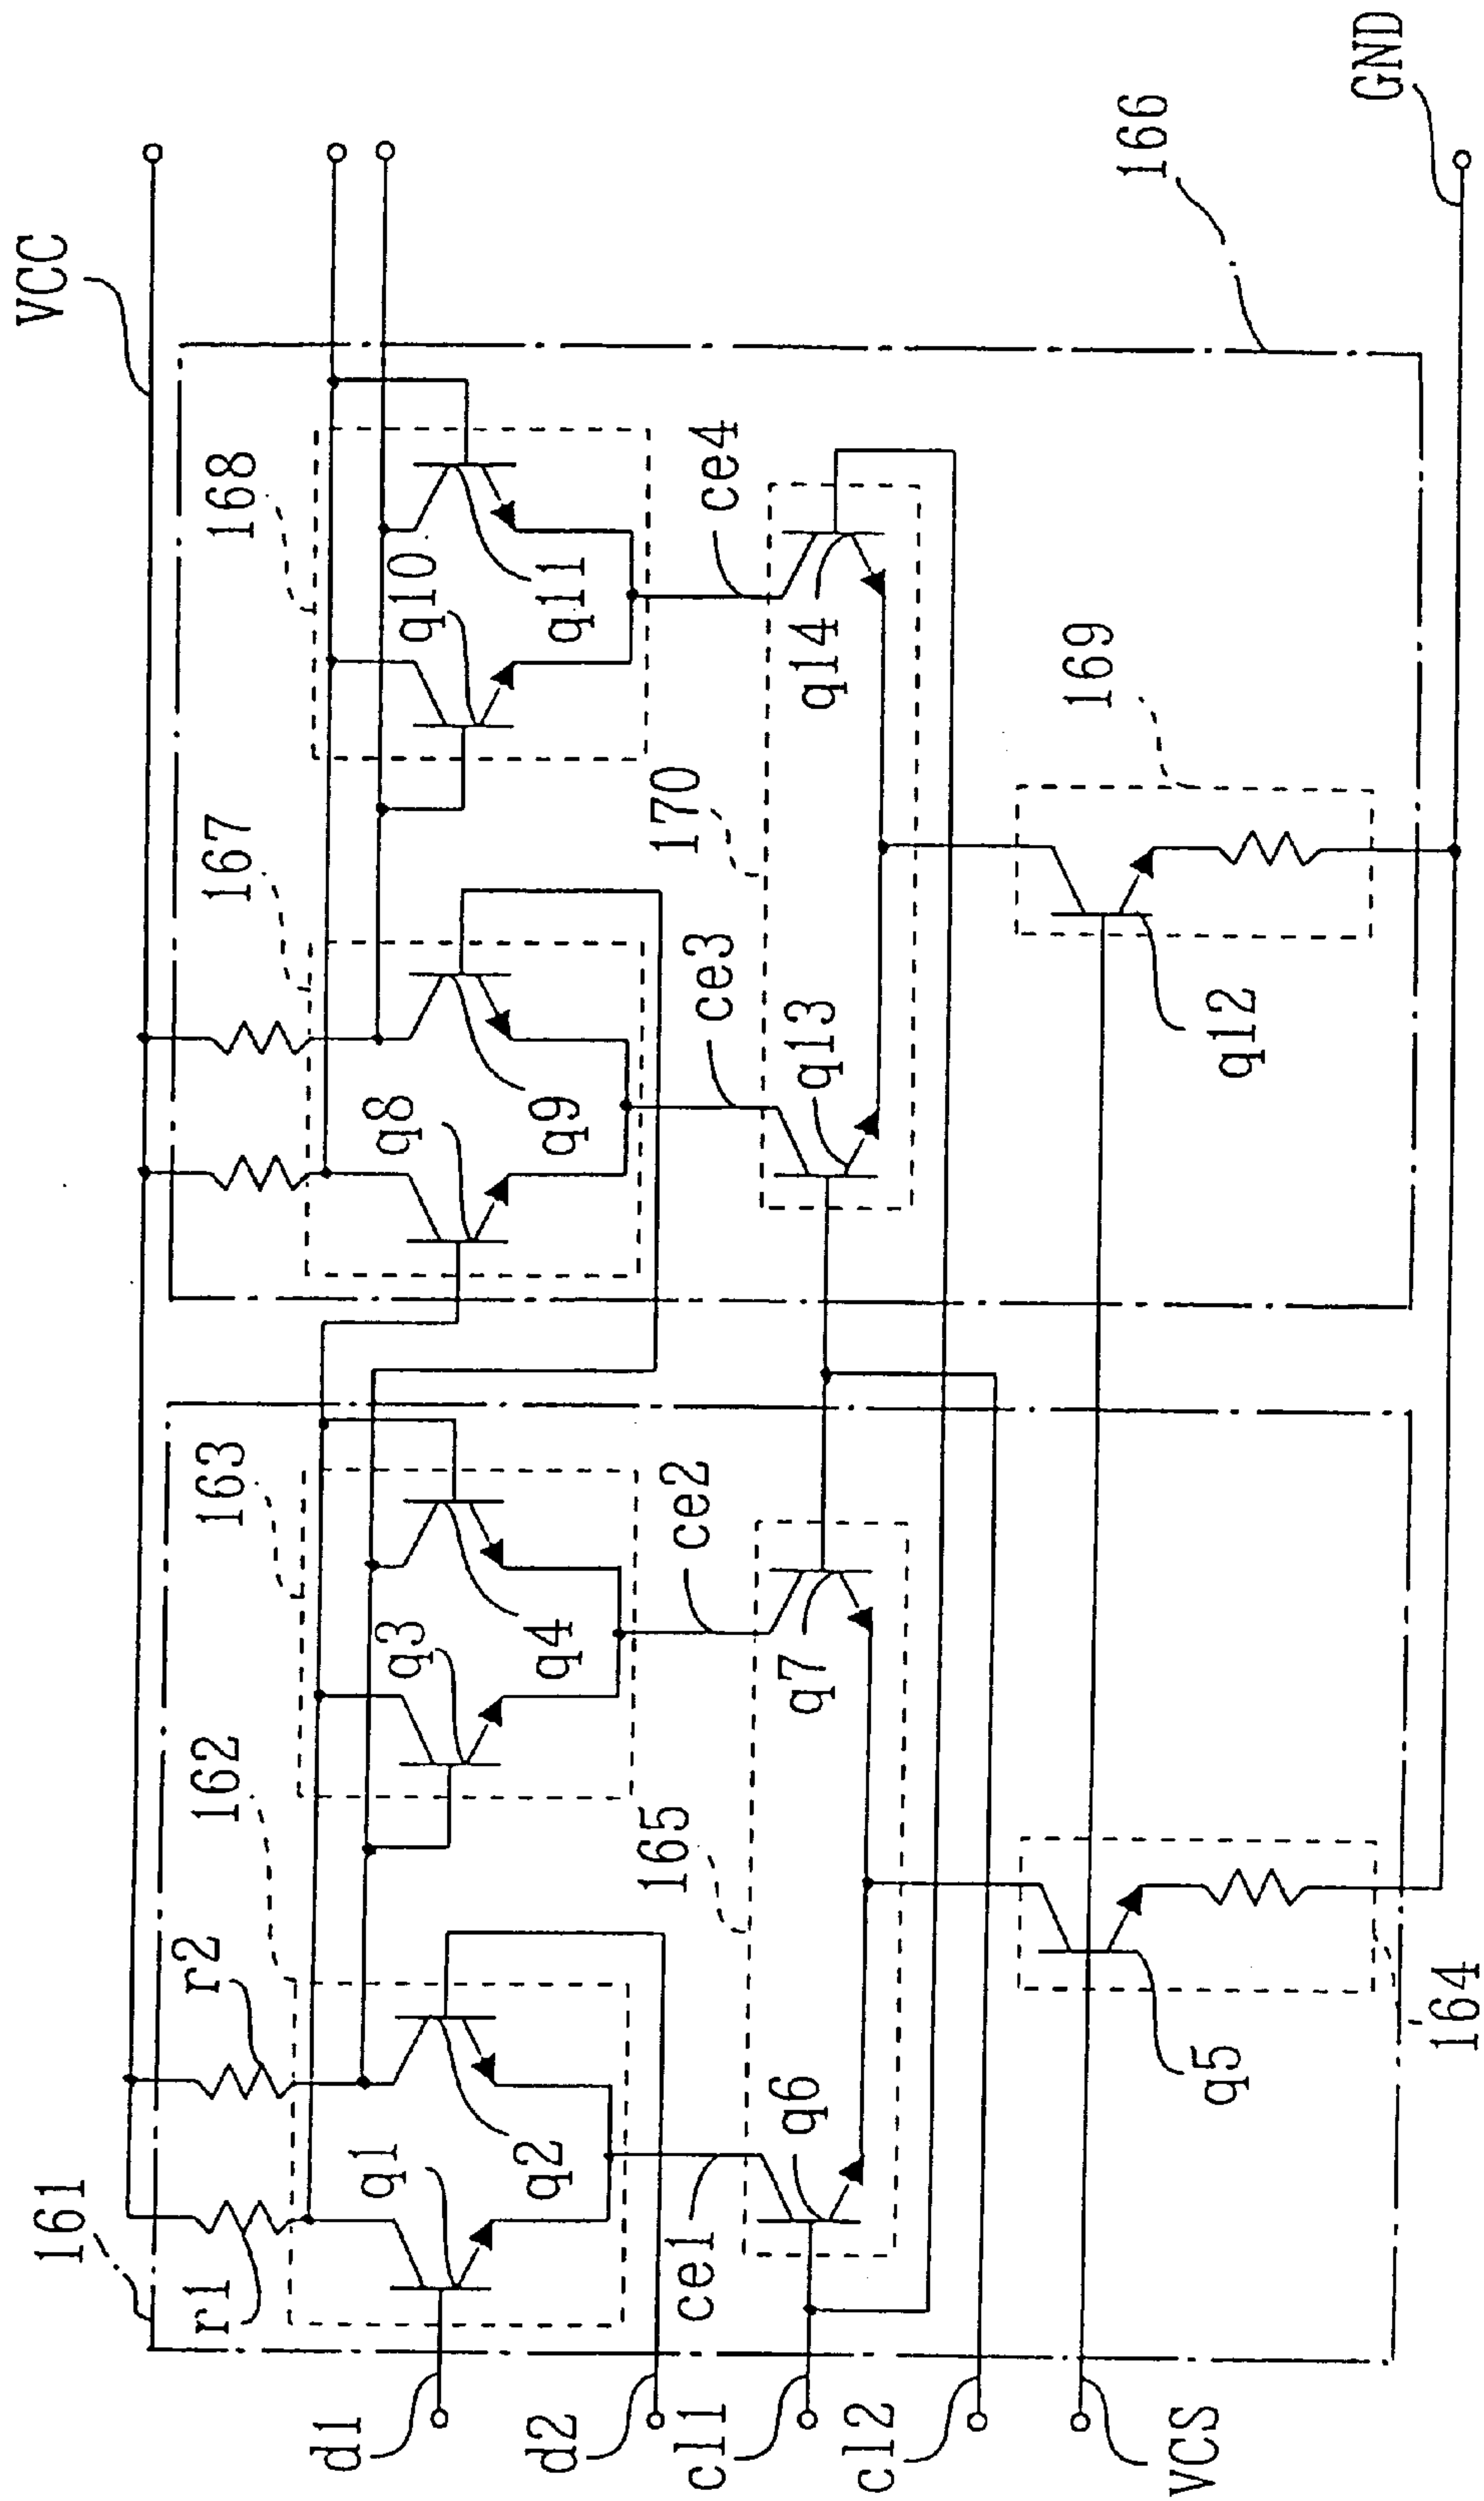 VCC
161
r1
r2
162
163
167
168
q1
q2
q3
q4
q8
q9
q10
q11
d1
d2
ce1
165
ce2
ce3
170
ce4
cl1
q6
q7
q13
q14
cl2
VCS
q5
164
q12
169
166
GND